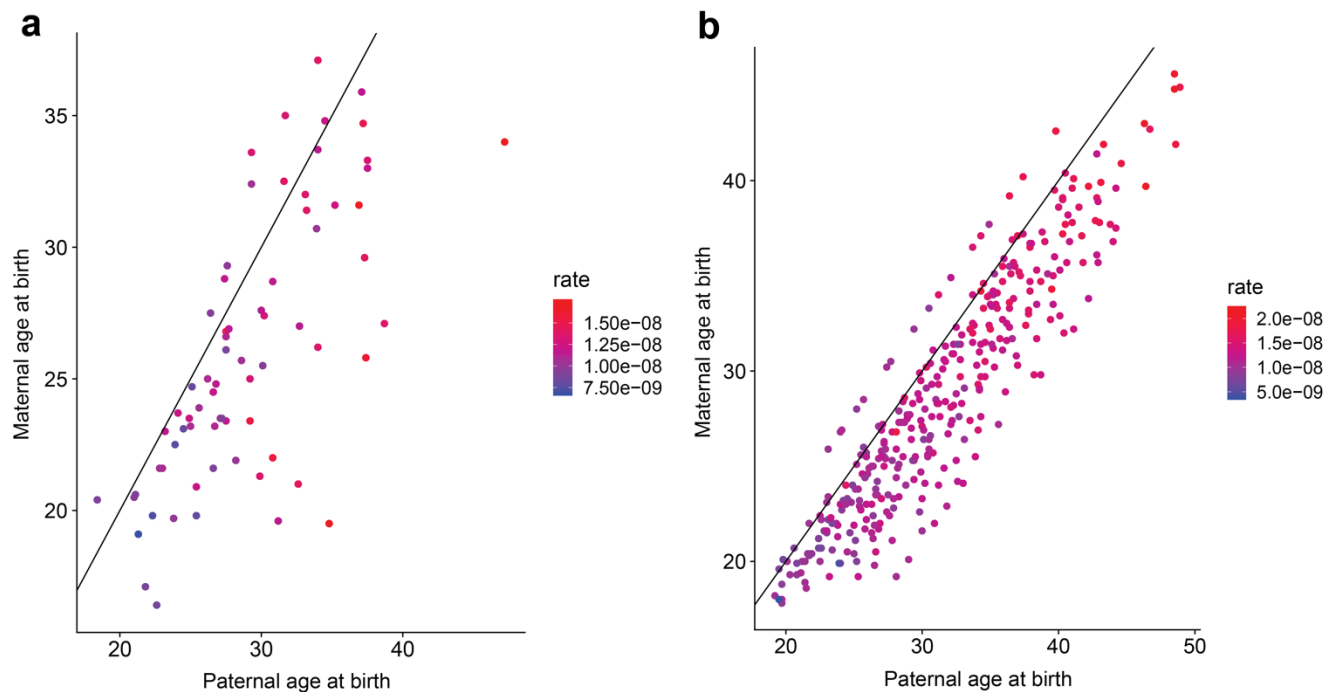 a
Maternal age at birth
35
30
25
20
20
30
40
Paternal age at birth
rate
1.50e−08
1.25e−08
1.00e−08
7.50e−09
b
Maternal age at birth
40
30
20
20
30
40
50
Paternal age at birth
rate
2.0e−08
1.5e−08
1.0e−08
5.0e−09